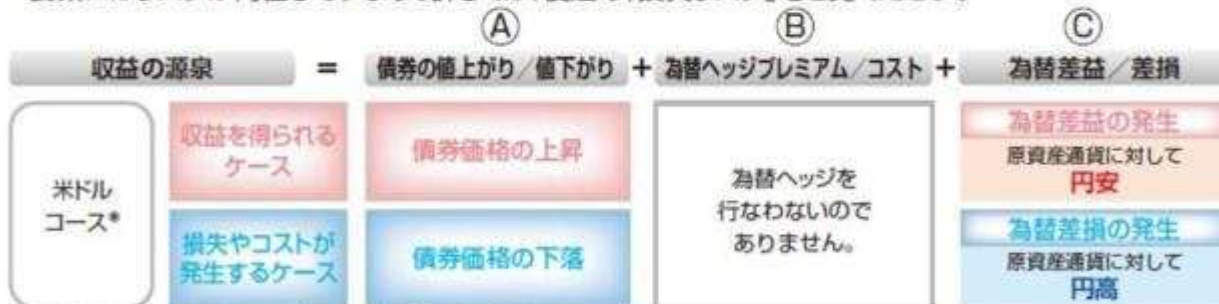 Ⓐ Ⓑ Ⓒ
収益の源泉 = 債券の値上がり／値下がり + 為替ヘッジプレミアム／コスト + 為替差益／差損
米ドル
コース*
収益を得られる
ケース
債券価格の上昇
為替ヘッジを
行なわないので
ありません。
為替差益の発生
原資産通貨に対して
円安
損失やコストが
発生するケース
債券価格の下落
為替差損の発生
原資産通貨に対して
円高